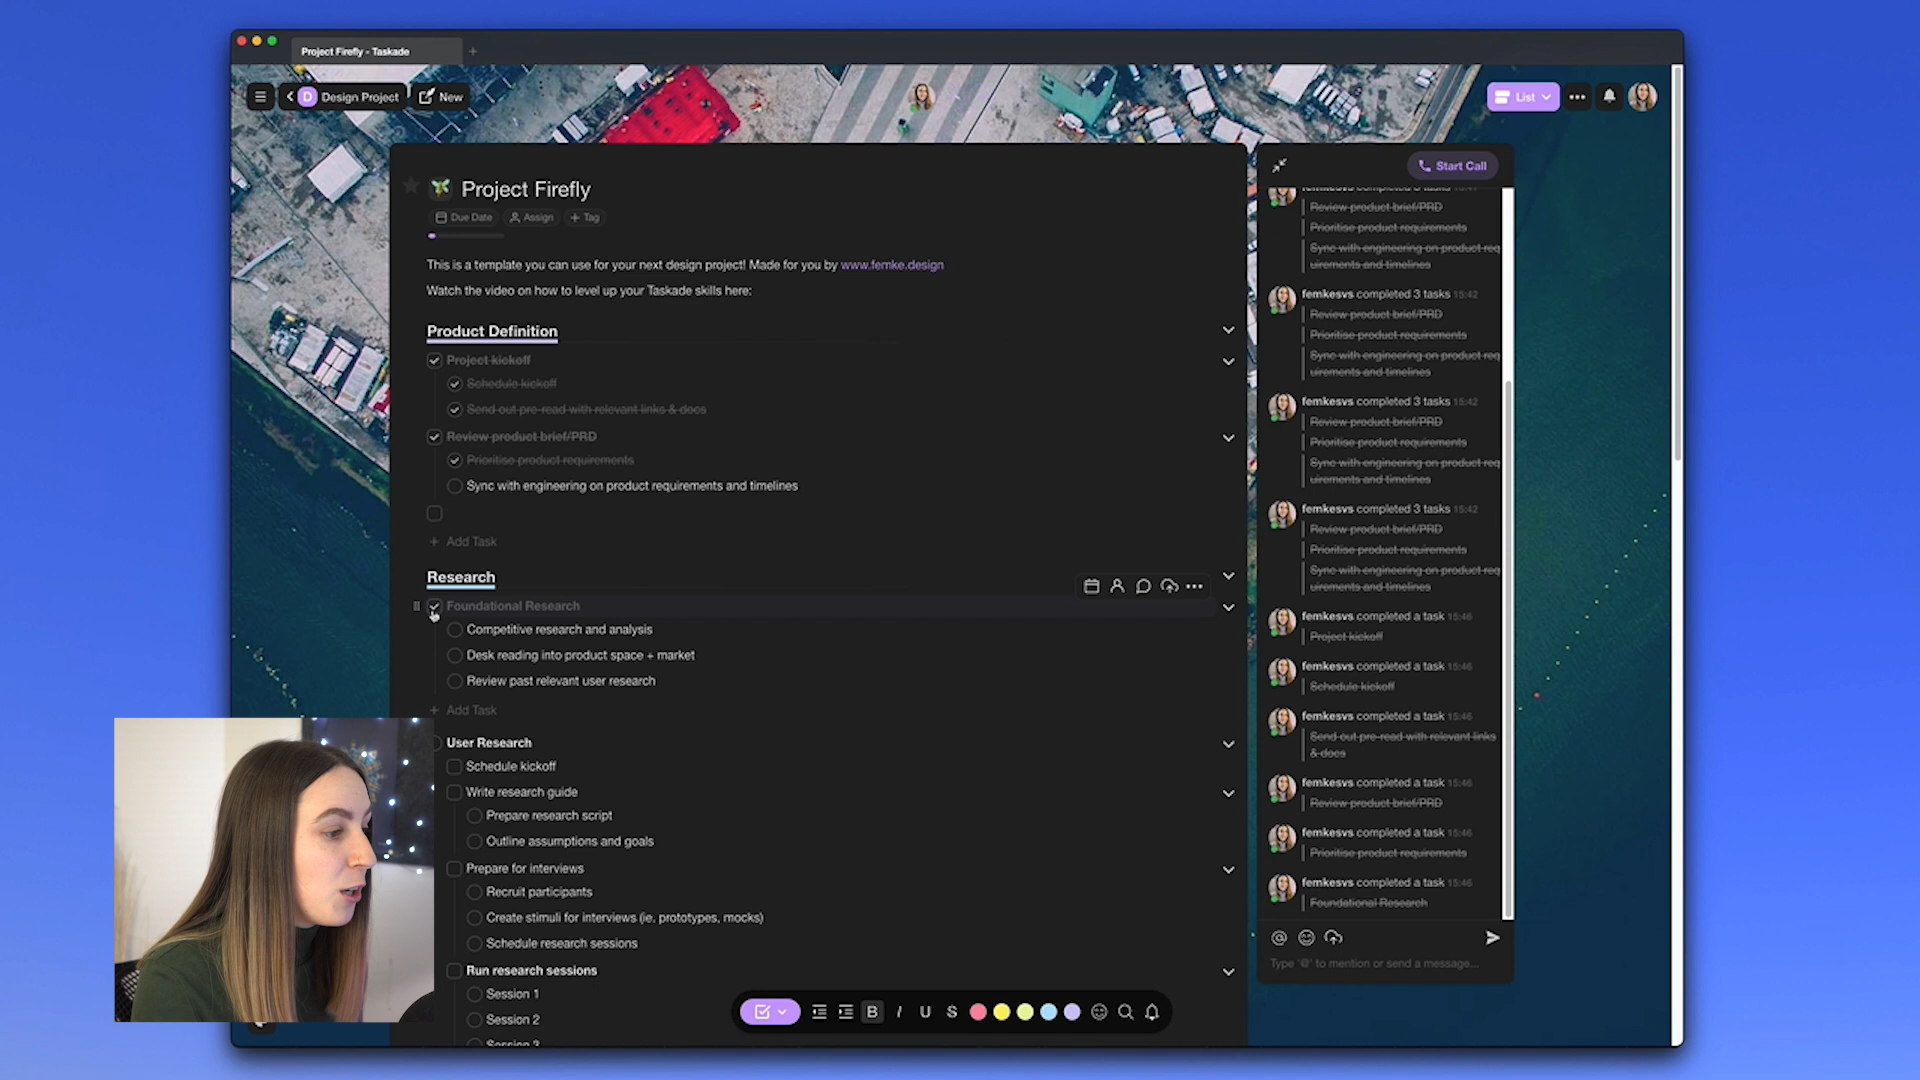 Project Firefly - Taskade
D Design Project
New
List
Project Firefly
Due Date Assign + Tag
This is a template you can use for your next design project! Made for you by www.femke.design
Watch the video on how to level up your Taskade skills here:
Product Definition
Project kickoff
Schedule kickoff
Send out pre-read with relevant links & docs
Review product brief/PRD
Prioritise product requirements
Sync with engineering on product requirements and timelines
+ Add Task
Research
Foundational Research
Competitive research and analysis
Desk reading into product space + market
Review past relevant user research
+ Add Task
User Research
Schedule kickoff
Write research guide
Prepare research script
Outline assumptions and goals
Prepare for interviews
Recruit participants
Create stimuli for interviews (ie. prototypes, mocks)
Schedule research sessions
Run research sessions
Session 1
Session 2
Session 3
B I U S
Start Call
femkesvs completed 3 tasks
Review product brief/PRD
Prioritise product requirements
Sync with engineering on product req
uirements and timelines
femkesvs completed 3 tasks 15:42
Review product brief/PRD
Prioritise product requirements
Sync with engineering on product req
uirements and timelines
femkesvs completed 3 tasks 15:42
Review product brief/PRD
Prioritise product requirements
Sync with engineering on product req
uirements and timelines
femkesvs completed 3 tasks 15:42
Review product brief/PRD
Prioritise product requirements
Sync with engineering on product req
uirements and timelines
femkesvs completed a task 15:46
Project kickoff
femkesvs completed a task 15:46
Schedule kickoff
femkesvs completed a task 15:46
Send out pre-read with relevant links
& docs
femkesvs completed a task 15:46
Review product brief/PRD
femkesvs completed a task 15:46
Prioritise product requirements
femkesvs completed a task 15:46
Foundational Research
Type '@' to mention or send a message...